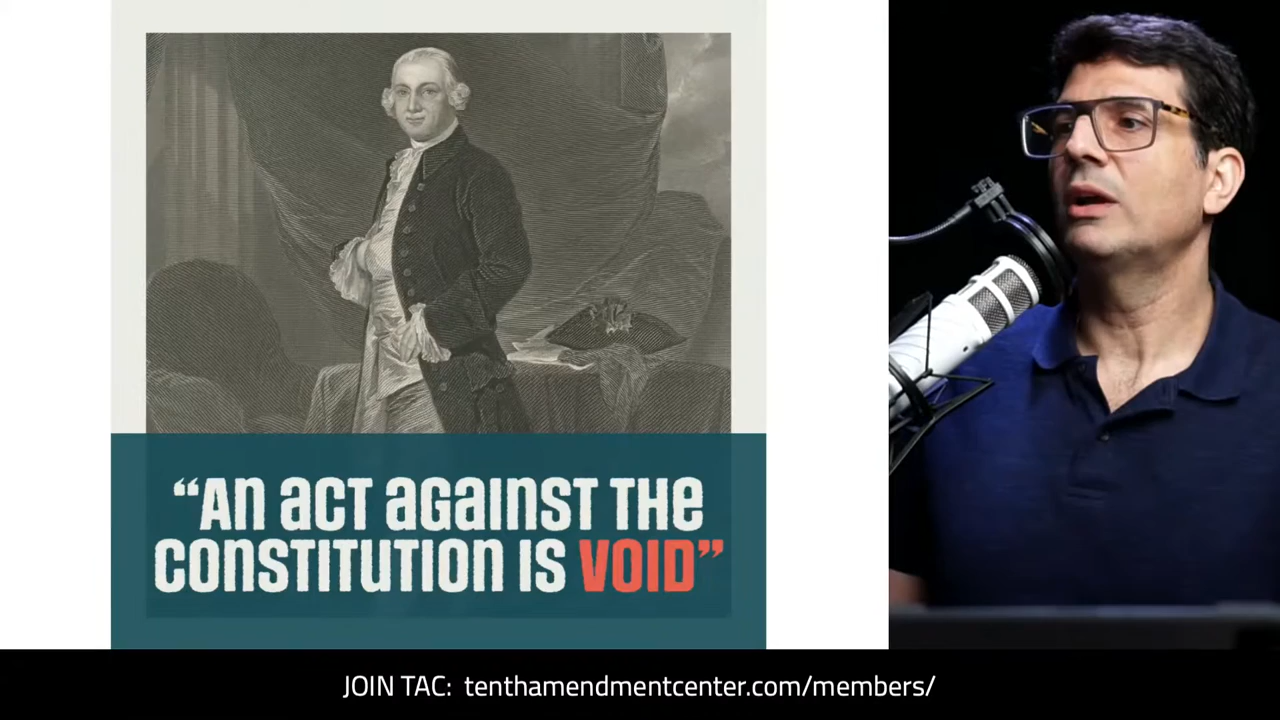 “An act against the
constitution is void”
JOIN TAC: tenthamendmentcenter.com/members/